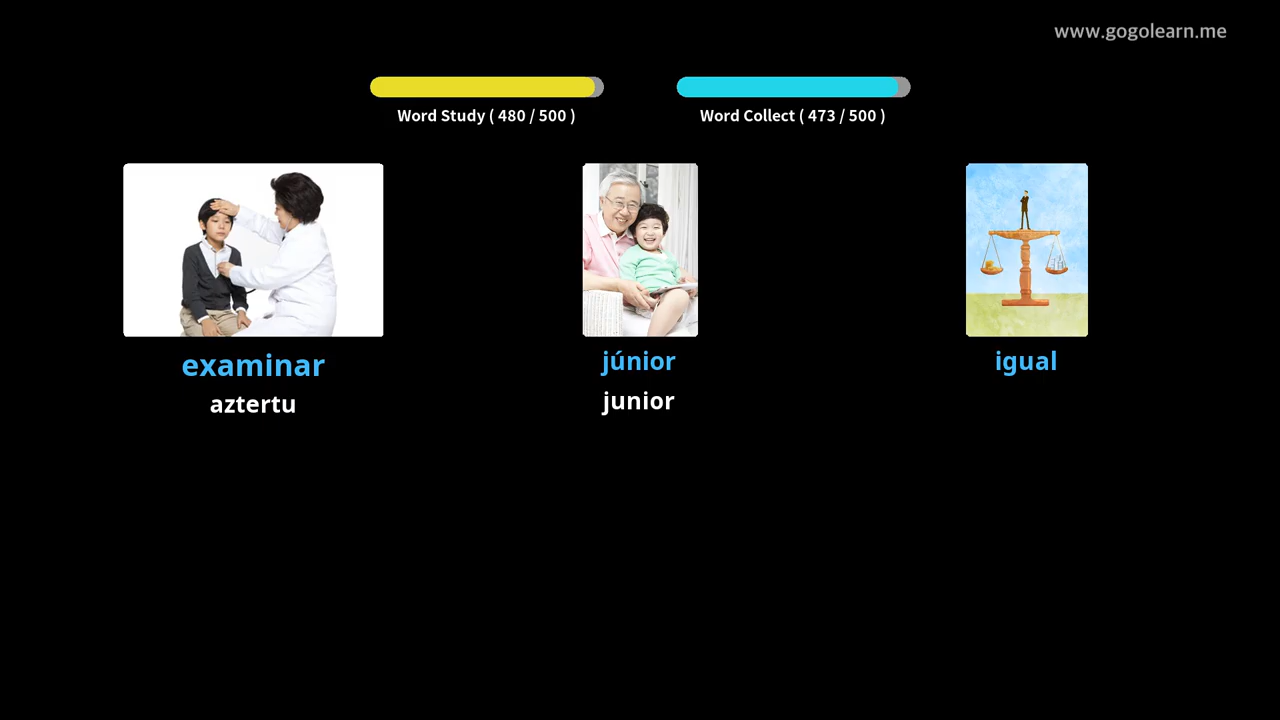 www.gogolearn.me
Word Study ( 480 / 500 )
Word Collect ( 473 / 500 )
examinar
aztertu
júnior
junior
igual